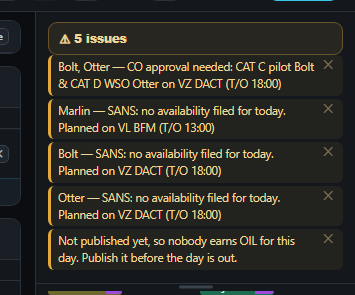 ⚠ 5 issues
Bolt, Otter — CO approval needed: CAT C pilot Bolt
& CAT D WSO Otter on VZ DACT (T/O 18:00)
Marlin — SANS: no availability filed for today.
Planned on VL BFM (T/O 13:00)
Bolt — SANS: no availability filed for today.
Planned on VZ DACT (T/O 18:00)
Otter — SANS: no availability filed for today.
Planned on VZ DACT (T/O 18:00)
Not published yet, so nobody earns OIL for this
day. Publish it before the day is out.